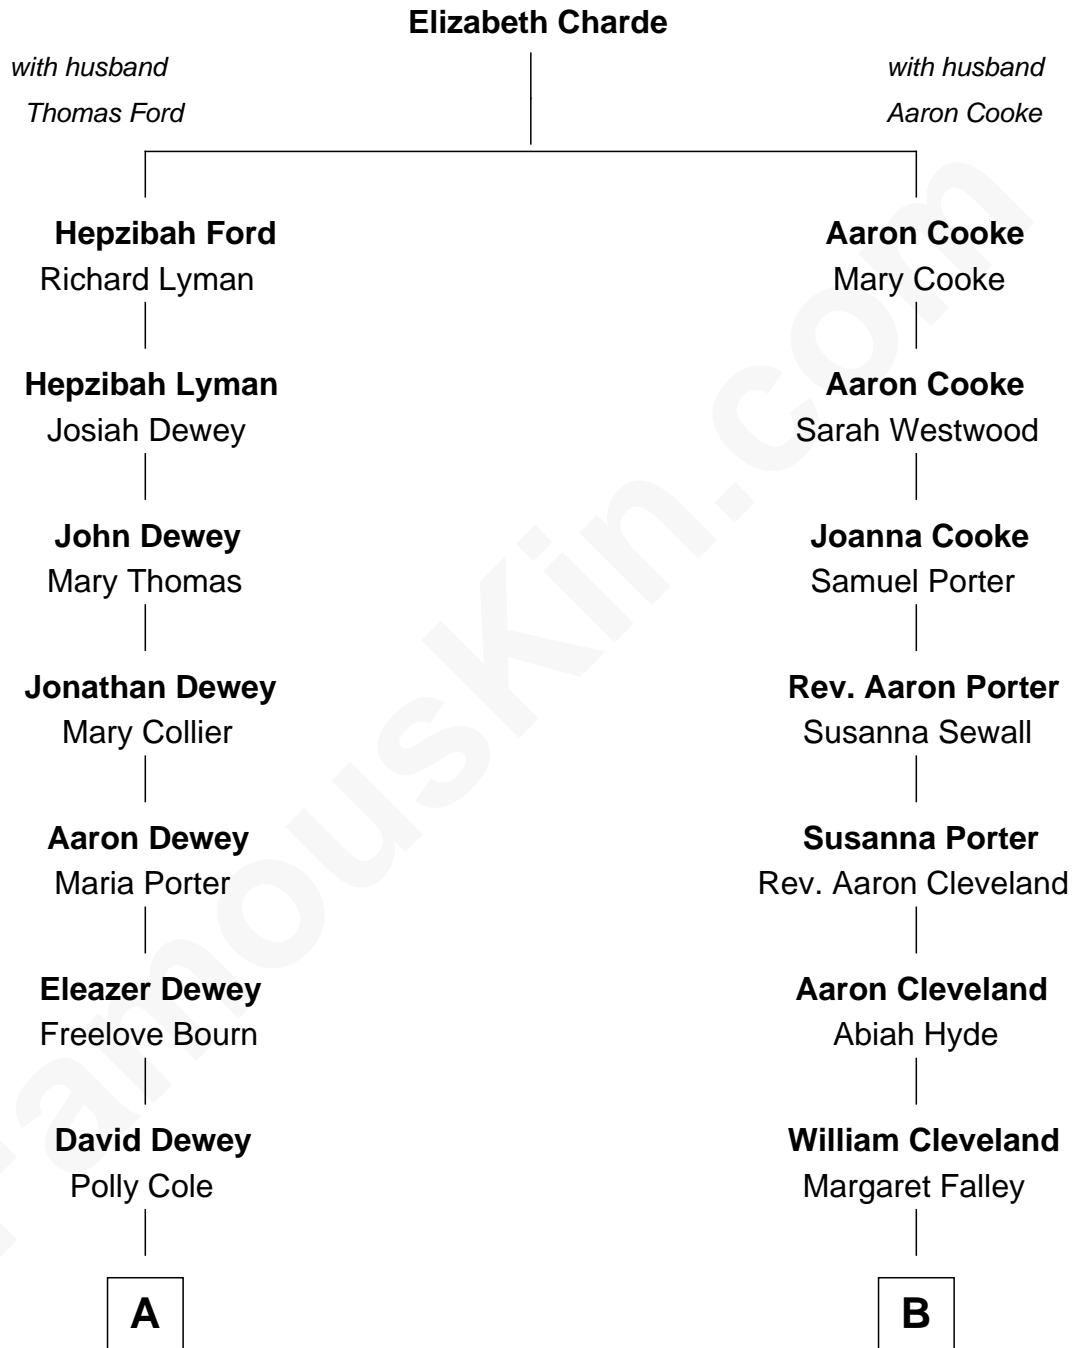 Elizabeth Charde
with husband
Thomas Ford
with husband
Aaron Cooke
Hepzibah Ford
Richard Lyman
Aaron Cooke
Mary Cooke
Hepzibah Lyman
Josiah Dewey
Aaron Cooke
Sarah Westwood
John Dewey
Mary Thomas
Joanna Cooke
Samuel Porter
Jonathan Dewey
Mary Collier
Rev. Aaron Porter
Susanna Sewall
Aaron Dewey
Maria Porter
Susanna Porter
Rev. Aaron Cleveland
Eleazer Dewey
Freelove Bourn
Aaron Cleveland
Abiah Hyde
David Dewey
Polly Cole
William Cleveland
Margaret Falley
A
B
FamousKin.com